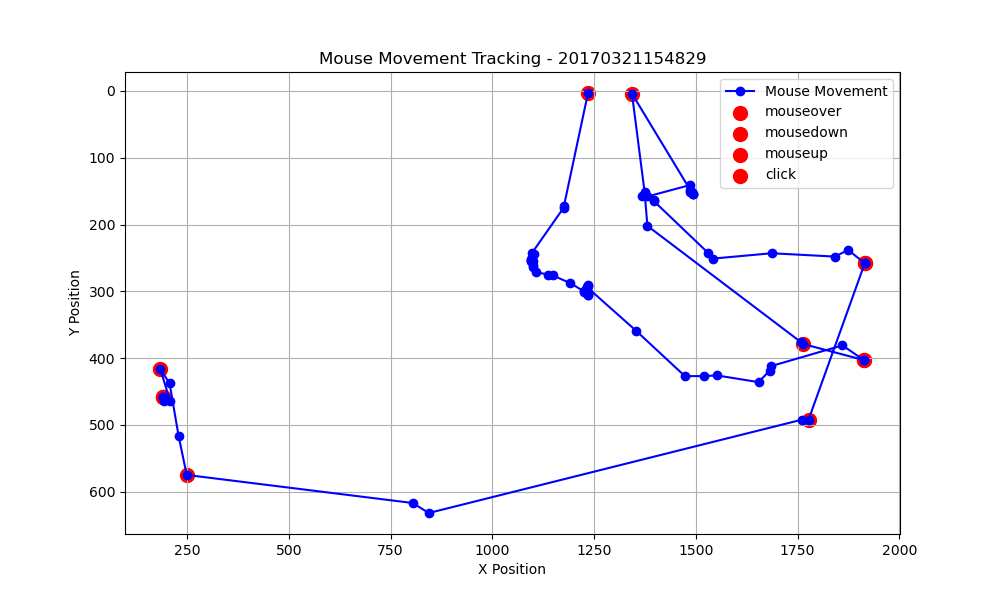 Mouse Movement Tracking - 20170321154829
Mouse Movement
mouseover
mousedown
mouseup
click
Y Position
0
100
200
300
400
500
600
250
500
750
1000
1250
1500
1750
2000
X Position